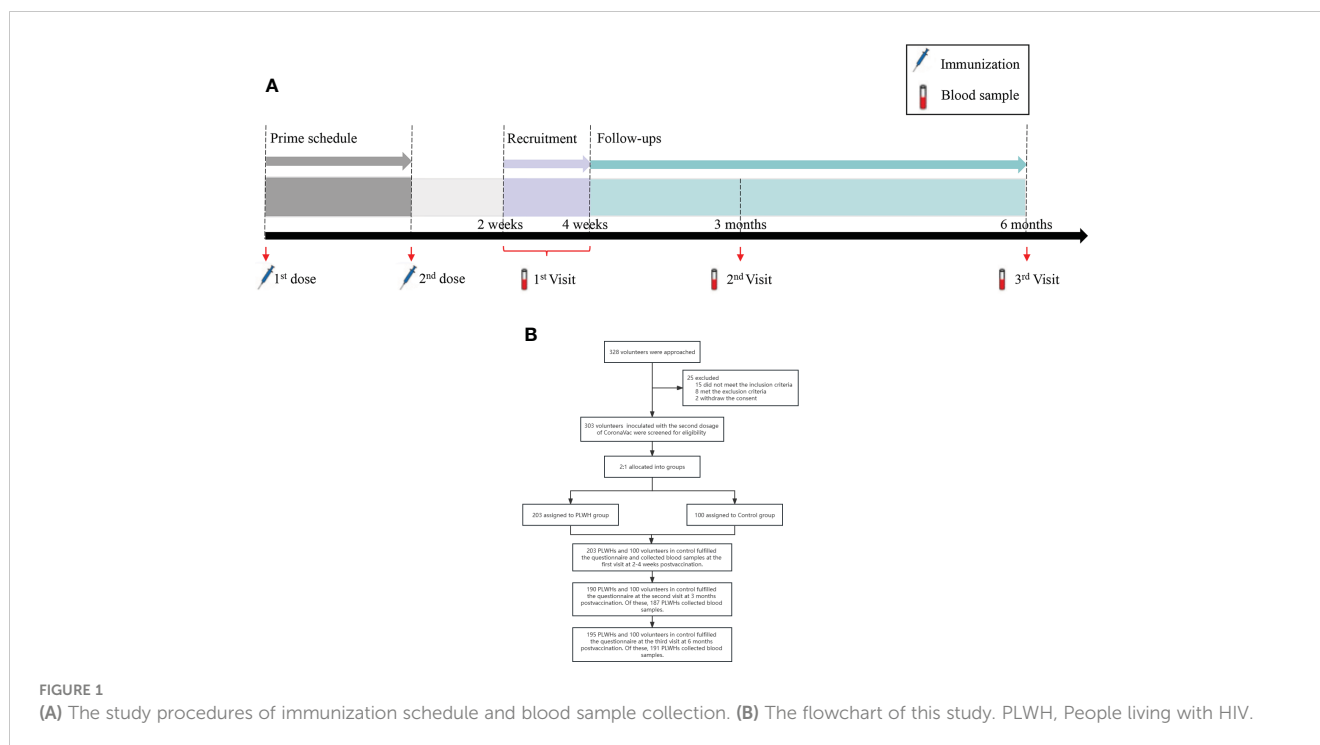 A
Immunization
Blood sample
Prime schedule
Recruitment
Follow-ups
2 weeks
4 weeks
3 months
6 months
1st dose
2nd dose
1st Visit
2nd Visit
3rd Visit
B
328 volunteers were approached
25 excluded
15 did not meet the inclusion criteria
8 met the exclusion criteria
2 withdraw the consent
303 volunteers inoculated with the second dosage
of CoronaVac were screened for eligibility
2:1 allocated into groups
203 assigned to PLWH group
100 assigned to Control group
203 PLWHs and 100 volunteers in control fulfilled
the questionnaire and collected blood samples at the
first visit at 2-4 weeks postvaccination.
190 PLWHs and 100 volunteers in control fulfilled
the questionnaire at the second visit at 3 months
postvaccination. Of these, 187 PLWHs collected blood
samples.
195 PLWHs and 100 volunteers in control fulfilled
the questionnaire at the third visit at 6 months
postvaccination. Of these, 191 PLWHs collected blood
samples.
FIGURE 1
(A) The study procedures of immunization schedule and blood sample collection. (B) The flowchart of this study. PLWH, People living with HIV.